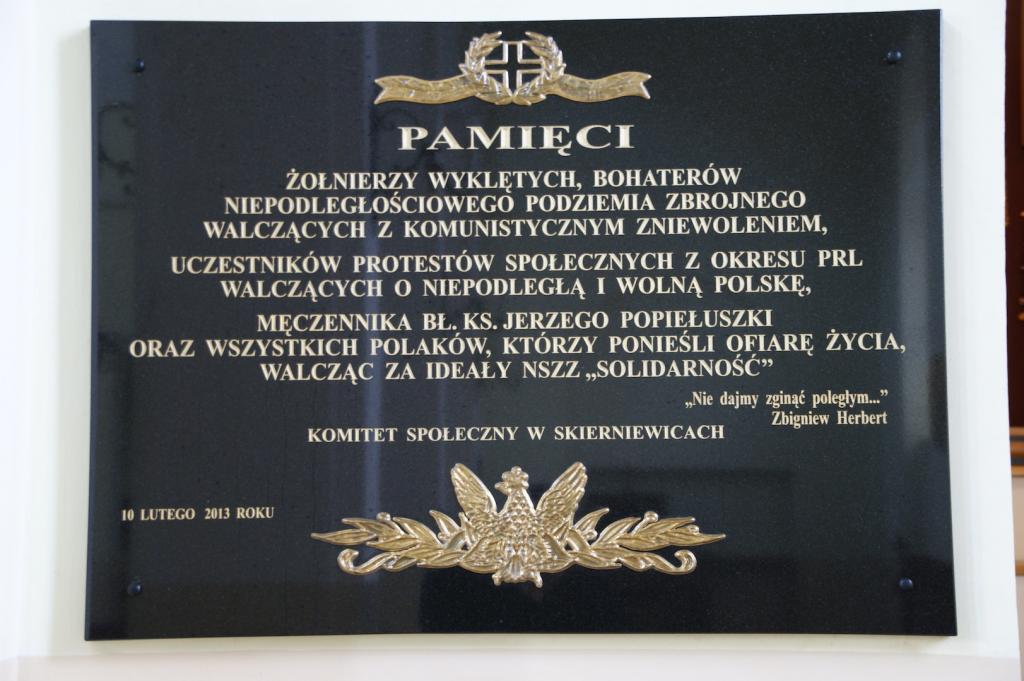 PAMIĘCI
ŻOŁNIERZY WYKLĘTYCH, BOHATERÓW
NIEPODLEGŁOŚCIOWEGO PODZIEMIA ZBROJNEGO
WALCZĄCYCH Z KOMUNISTYCZNYM ZNIEWOLENIEM,
UCZESTNIKÓW PROTESTÓW SPOŁECZNYCH Z OKRESU PRL
WALCZĄCYCH O NIEPODLEGŁĄ I WOLNĄ POLSKĘ,
MĘCZENNIKA BŁ. KS. JERZEGO POPIEŁUSZKI
ORAZ WSZYSTKICH POLAKÓW, KTÓRZY PONIEŚLI OFIARĘ ŻYCIA,
WALCZĄC ZA IDEAŁY NSZZ „SOLIDARNOŚĆ”
„Nie dajmy zginąć poległym...”
Zbigniew Herbert
KOMITET SPOŁECZNY W SKIERNIEWICACH
10 LUTEGO 2013 ROKU